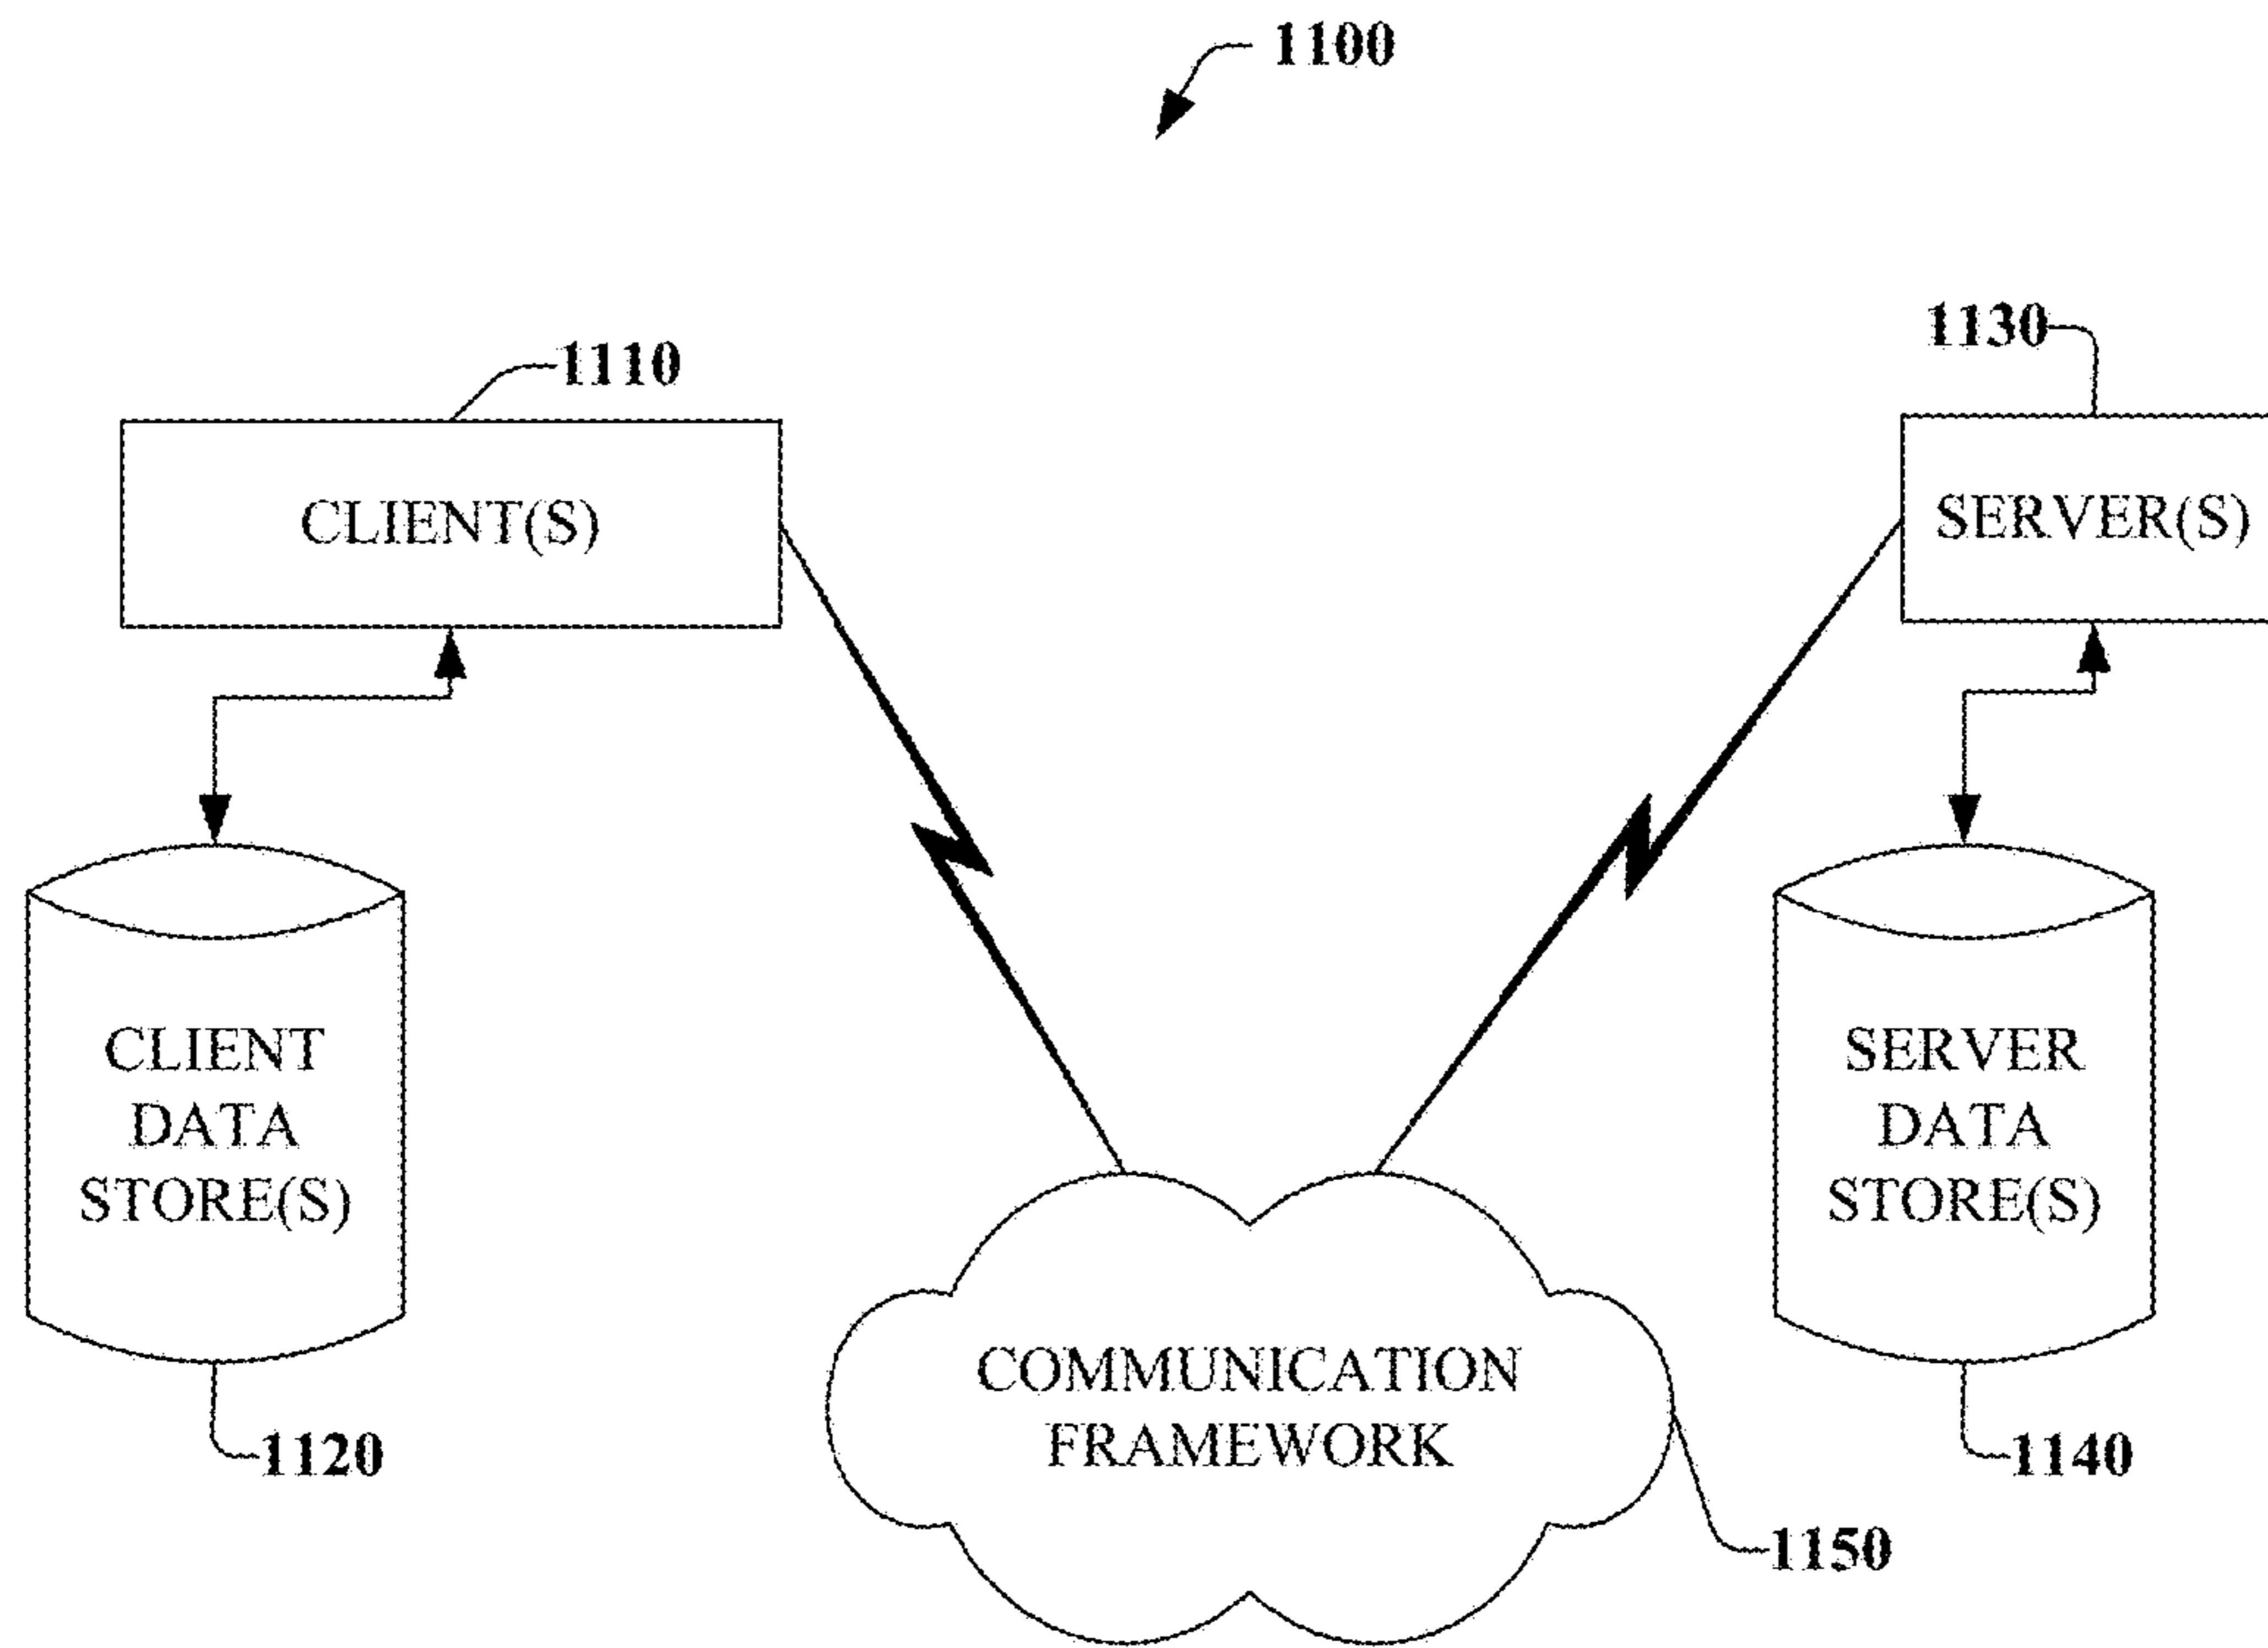 1100
1110
1130
CLIENT(S)
SERVER(S)
CLIENT
DATA
STORE(S)
SERVER
DATA
STORE(S)
COMMUNICATION
FRAMEWORK
1120
1140
1150